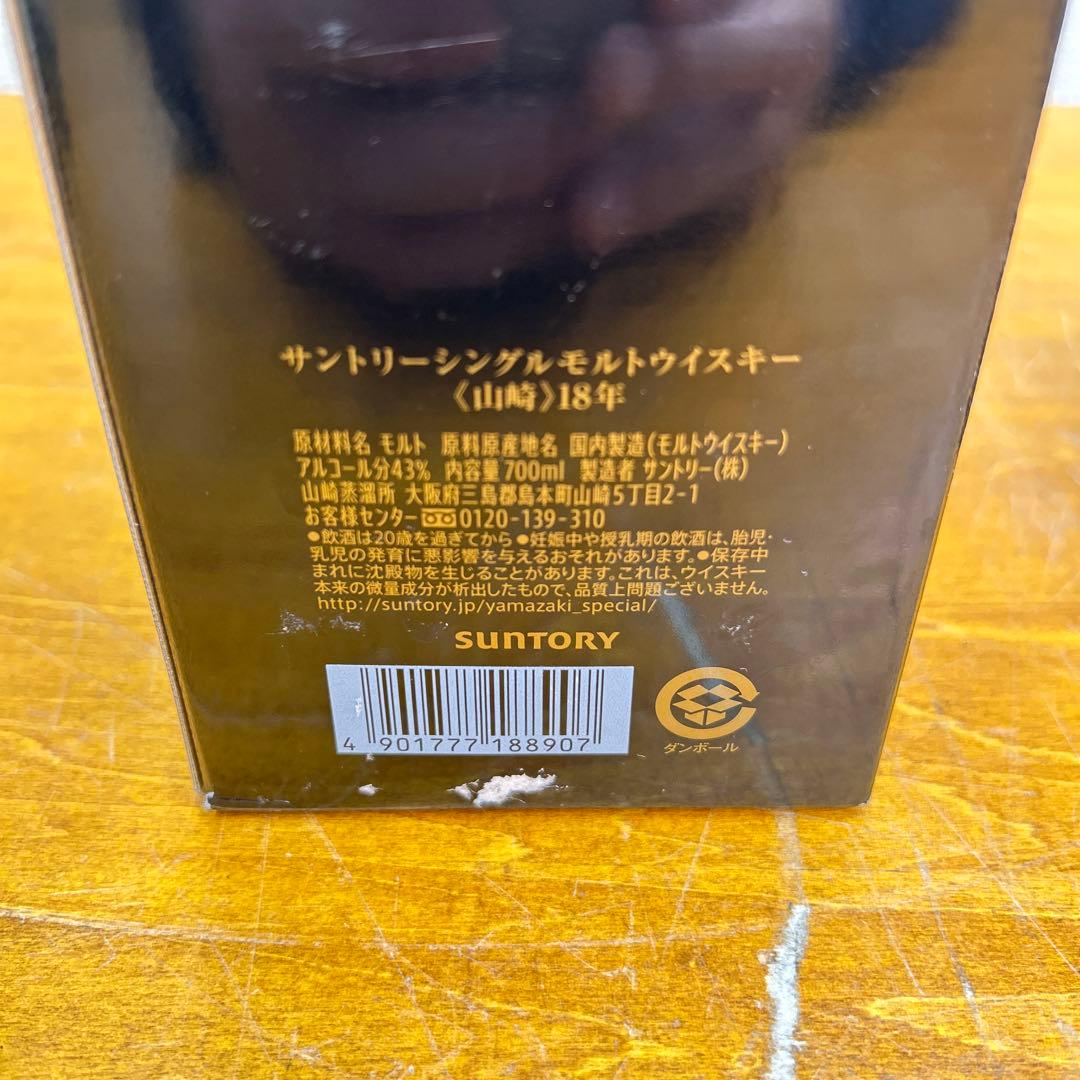 サントリーシングルモルトウイスキー
《山崎》18年
原材料名 モルト 原料原産地名 国内製造(モルトウイスキー)
アルコール分43% 内容量700ml 製造者 サントリー(株)
山崎蒸溜所 大阪府三島郡島本町山崎5丁目2-1
お客様センター 0120-139-310
●飲酒は20歳を過ぎてから ●妊娠中や授乳期の飲酒は、胎児・
乳児の発育に悪影響を与えるおそれがあります。●保存中
まれに沈殿物を生じることがあります。これは、ウイスキー
本来の微量成分が析出したもので、品質上問題ございません。
http://suntory.jp/yamazaki_special/
SUNTORY
4 901777 188907
ダンボール